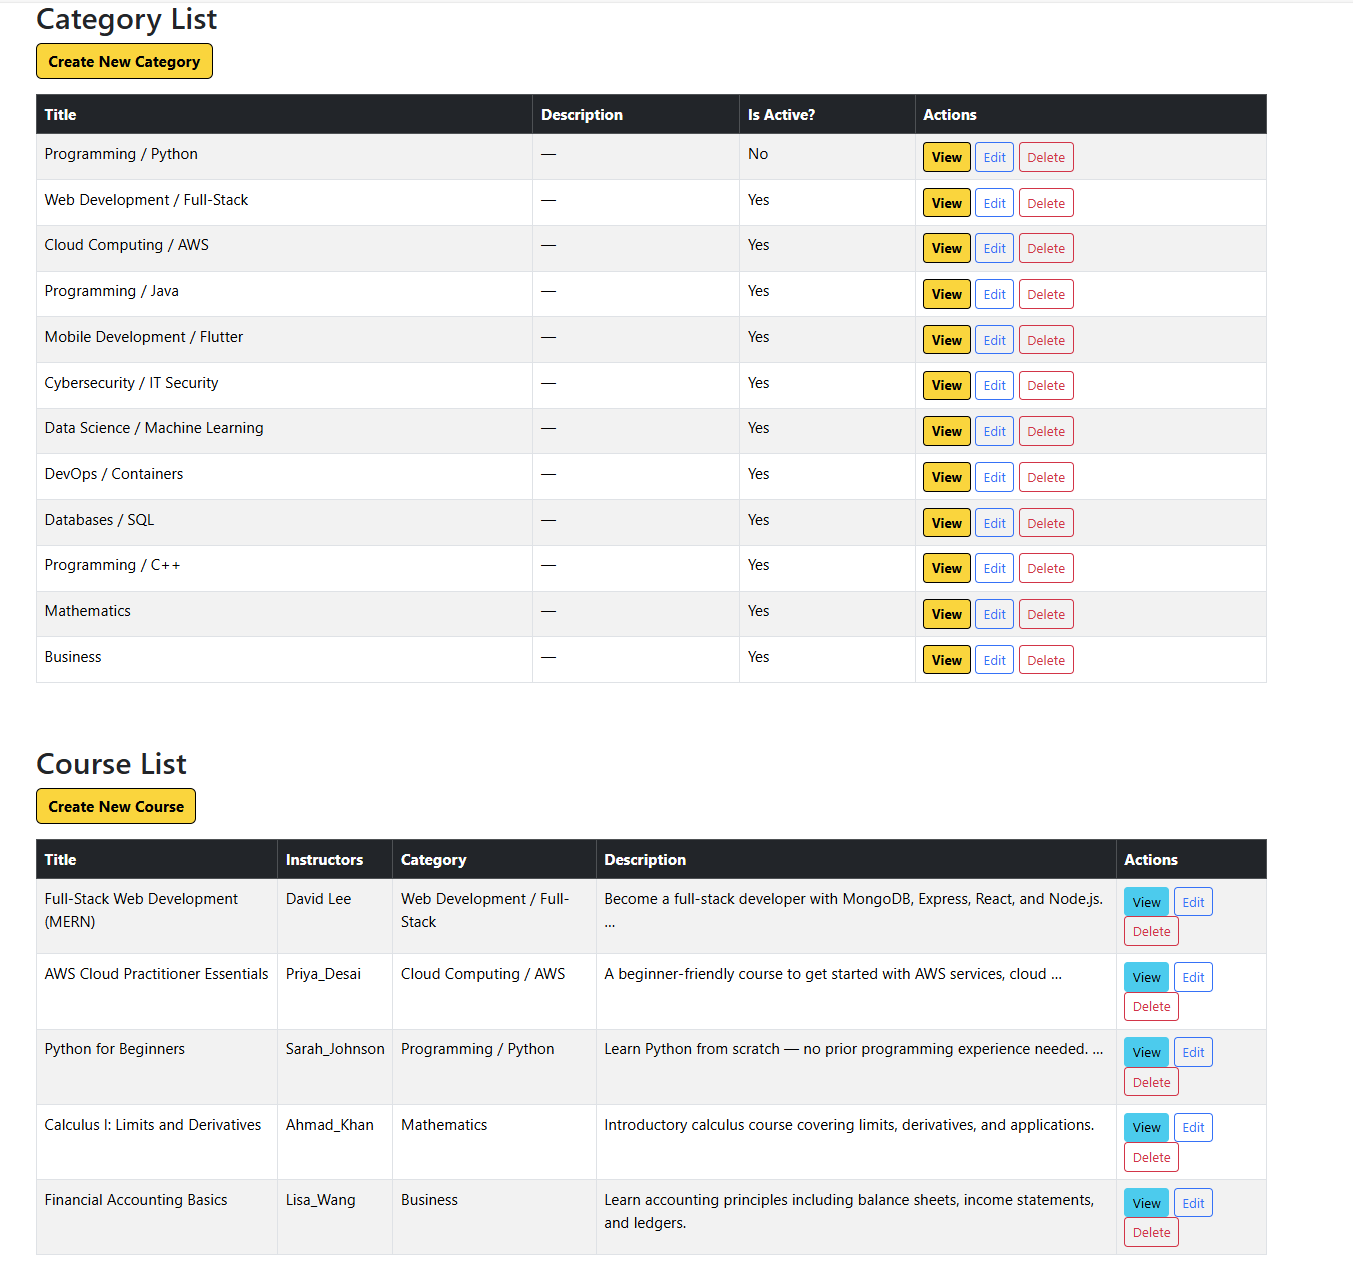 Category List
Create New Category
Title Description Is Active? Actions
Programming / Python — No View Edit Delete
Web Development / Full-Stack — Yes View Edit Delete
Cloud Computing / AWS — Yes View Edit Delete
Programming / Java — Yes View Edit Delete
Mobile Development / Flutter — Yes View Edit Delete
Cybersecurity / IT Security — Yes View Edit Delete
Data Science / Machine Learning — Yes View Edit Delete
DevOps / Containers — Yes View Edit Delete
Databases / SQL — Yes View Edit Delete
Programming / C++ — Yes View Edit Delete
Mathematics — Yes View Edit Delete
Business — Yes View Edit Delete
Course List
Create New Course
Title Instructors Category Description Actions
Full-Stack Web Development David Lee Web Development / Full- Become a full-stack developer with MongoDB, Express, React, and Node.js. View Edit
(MERN) Stack ... Delete
AWS Cloud Practitioner Essentials Priya_Desai Cloud Computing / AWS A beginner-friendly course to get started with AWS services, cloud ... View Edit
Delete
Python for Beginners Sarah_Johnson Programming / Python Learn Python from scratch — no prior programming experience needed. ... View Edit
Delete
Calculus I: Limits and Derivatives Ahmad_Khan Mathematics Introductory calculus course covering limits, derivatives, and applications. View Edit
Delete
Financial Accounting Basics Lisa_Wang Business Learn accounting principles including balance sheets, income statements, View Edit
and ledgers. Delete